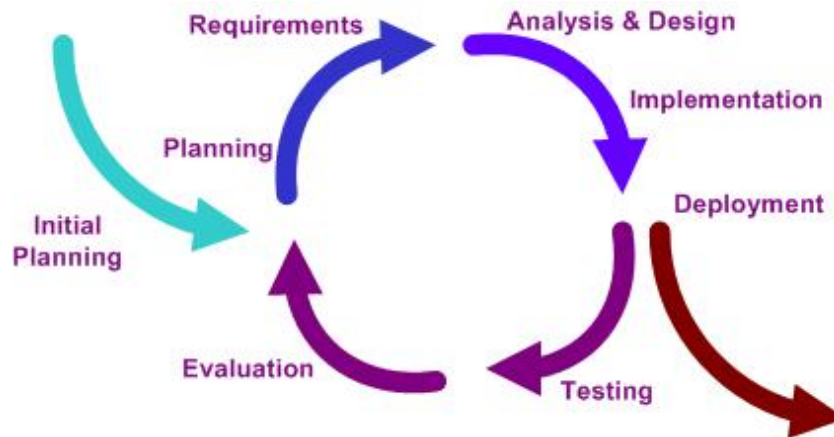 Requirements
Analysis & Design
Implementation
Planning
Deployment
Initial
Planning
Evaluation
Testing